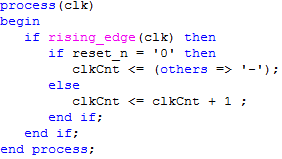 process(clk)
begin
if rising_edge(clk) then
if reset_n = '0' then
clkCnt <= (others => '-');
else
clkCnt <= clkCnt + 1 ;
end if;
end if;
end process;